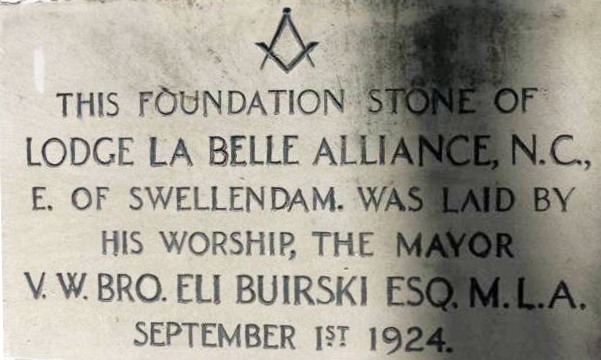 THIS FOUNDATION STONE OF
LODGE LA BELLE ALLIANCE, N.C.,
E. OF SWELLENDAM. WAS LAID BY
HIS WORSHIP, THE MAYOR
V. W. BRO. ELI BUIRSKI ESQ. M.L.A.
SEPTEMBER 1ST 1924.